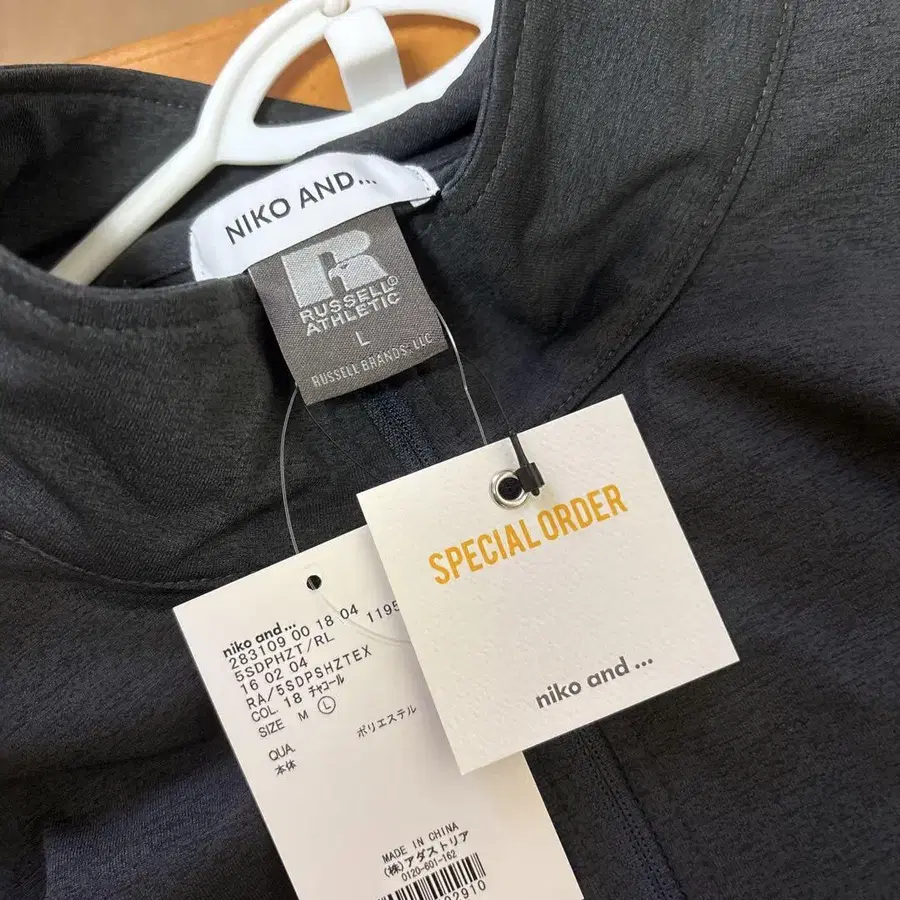 NIKO AND...
RUSSELL®
ATHLETIC
L
RUSSELL BRANDS, LLC
SPECIAL ORDER
niko and ...
niko and ...
283109 00 18 04 1195
5SDPHZT/RL
16 02 04
RA/5SDPSHZTEX
COL. 18 チャコール
SIZE M L
QUA.
本体 ポリエステル
MADE IN CHINA
(株)アダストリア
0120-601-162